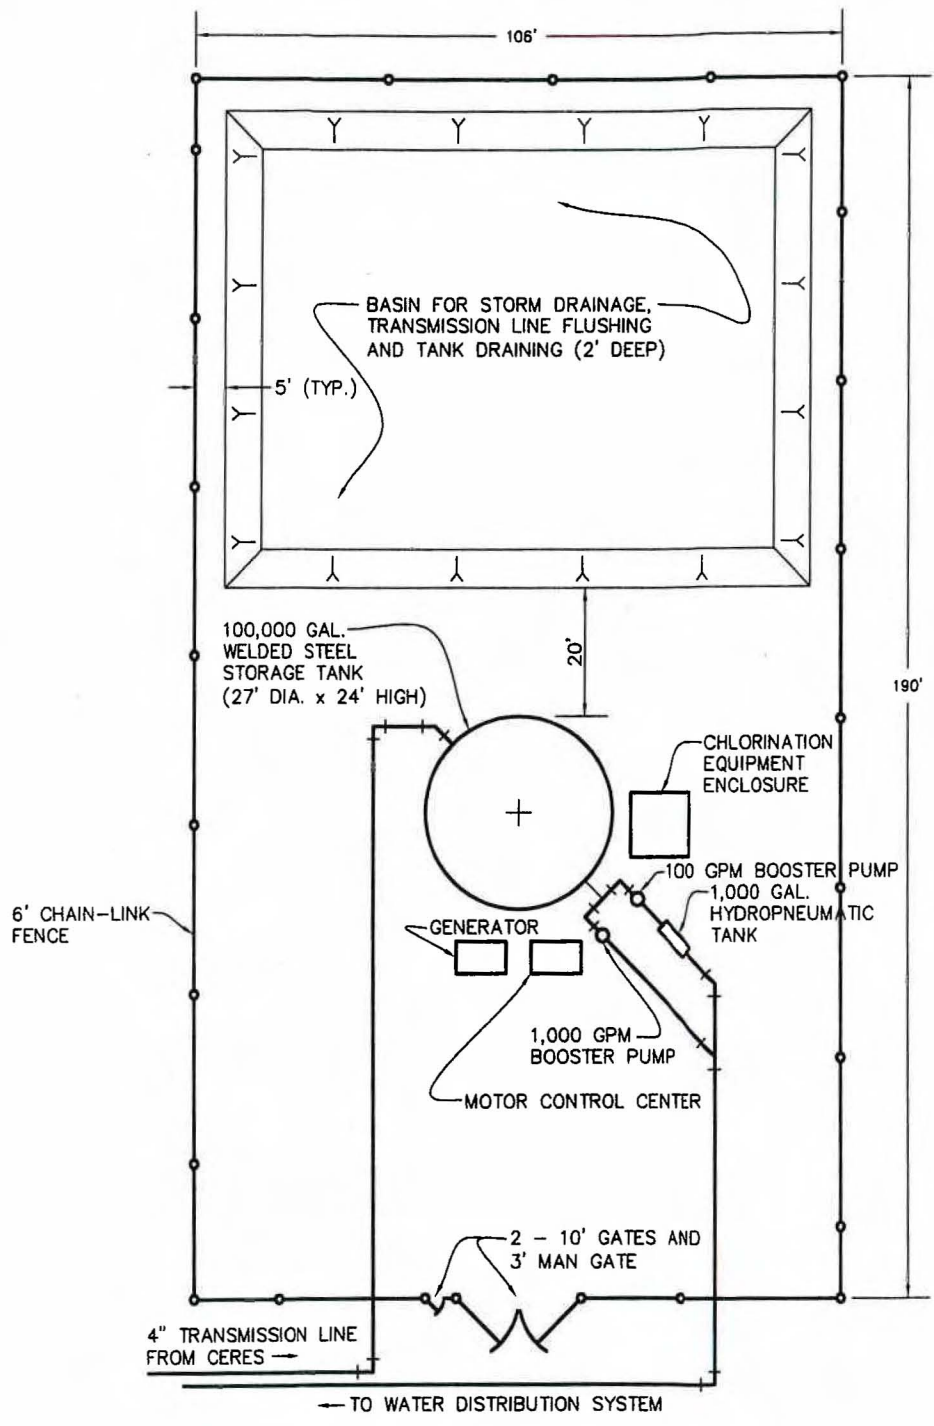 106'
BASIN FOR STORM DRAINAGE,
TRANSMISSION LINE FLUSHING
AND TANK DRAINING (2' DEEP)
5' (TYP.)
100,000 GAL.
WELDED STEEL
STORAGE TANK
(27' DIA. x 24' HIGH)
20'
190'
CHLORINATION
EQUIPMENT
ENCLOSURE
100 GPM BOOSTER PUMP
1,000 GAL.
HYDROPNEUMATIC
TANK
6' CHAIN-LINK
FENCE
GENERATOR
1,000 GPM
BOOSTER PUMP
MOTOR CONTROL CENTER
2 - 10' GATES AND
3' MAN GATE
4" TRANSMISSION LINE
FROM CERES
TO WATER DISTRIBUTION SYSTEM